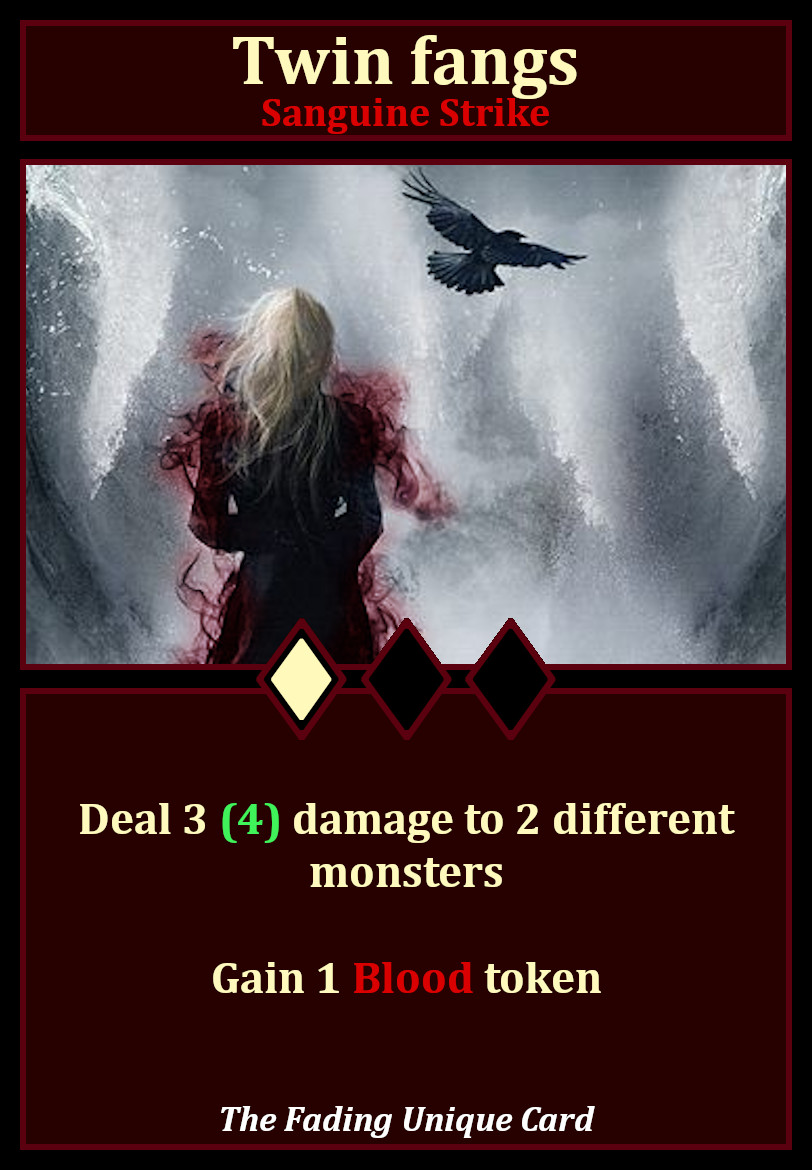 Twin fangs
Sanguine Strike
Deal 3 (4) damage to 2 different
monsters
Gain 1 Blood token
The Fading Unique Card